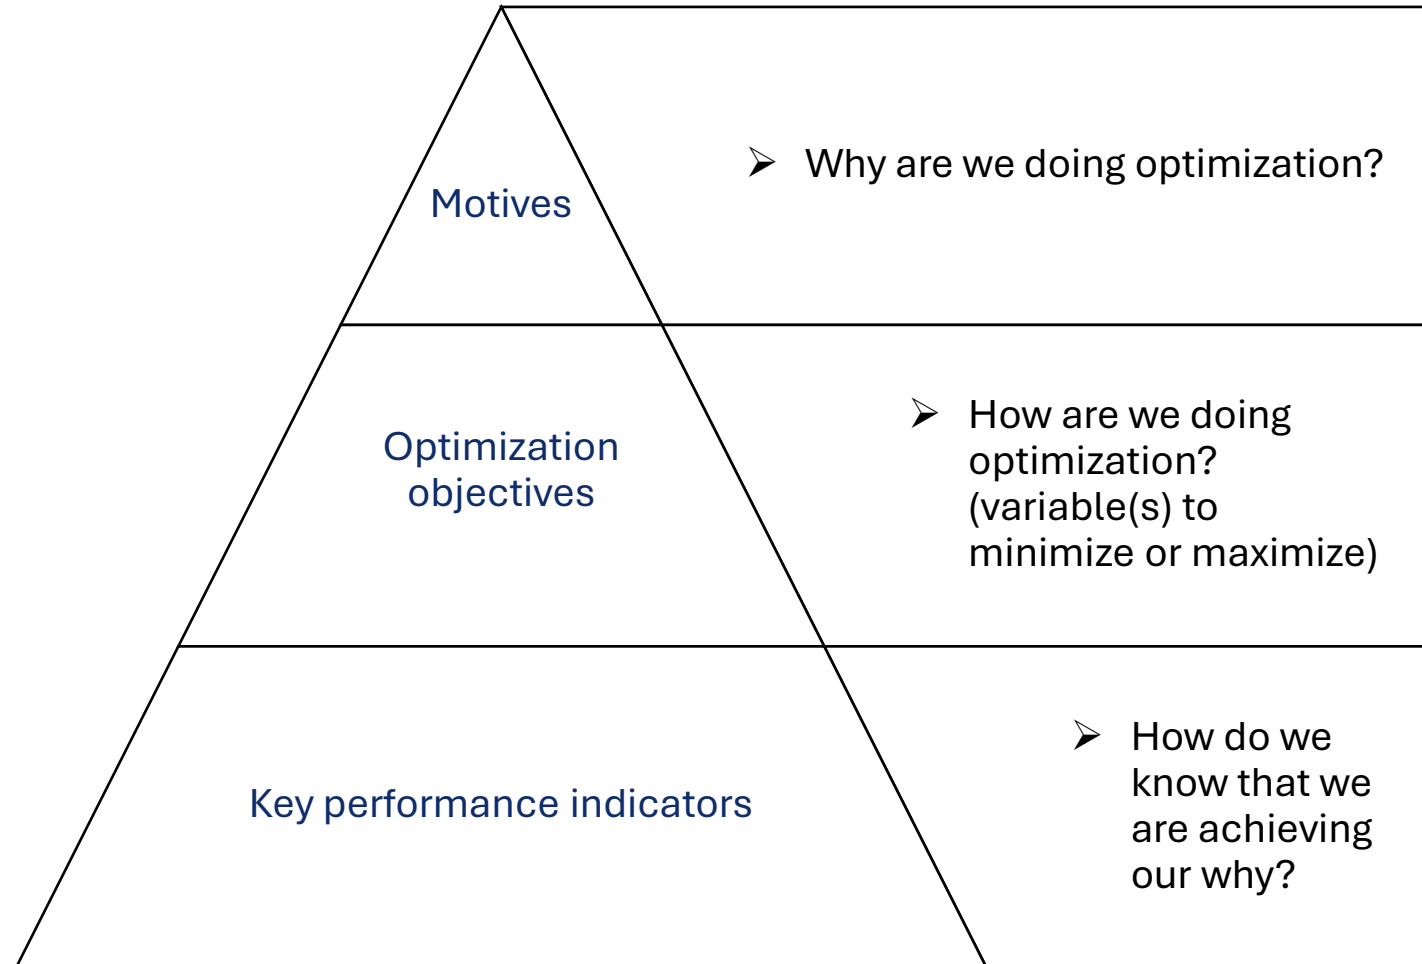 Motives
➢ Why are we doing optimization?
Optimization
objectives
➢ How are we doing
optimization?
(variable(s) to
minimize or maximize)
Key performance indicators
➢ How do we
know that we
are achieving
our why?